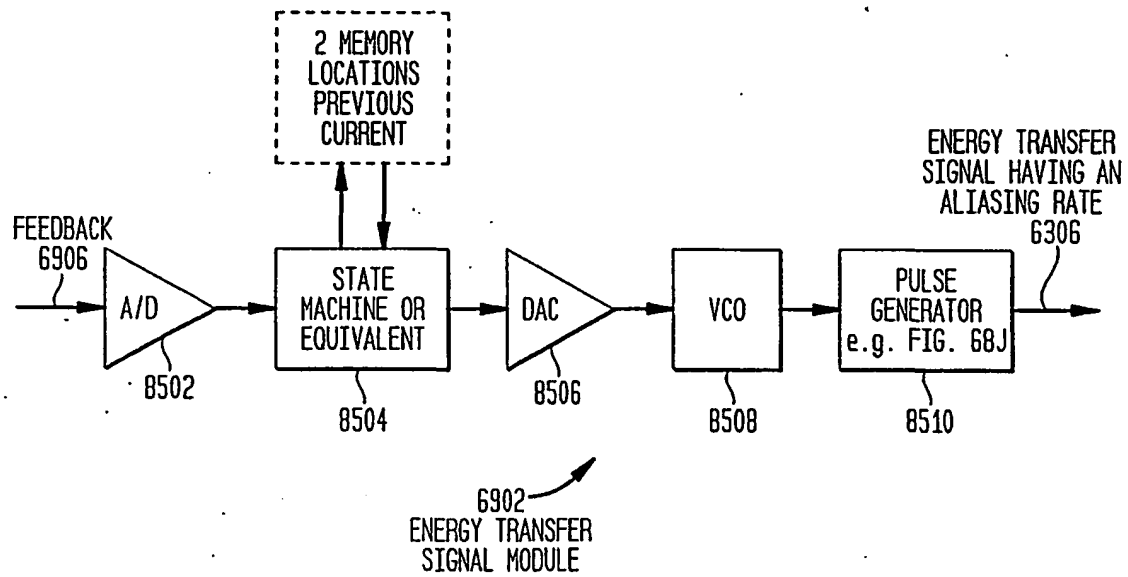 2 MEMORY
LOCATIONS
PREVIOUS
CURRENT
ENERGY TRANSFER
SIGNAL HAVING AN
ALIASING RATE
6306
FEEDBACK
6906
A/D
8502
STATE
MACHINE OR
EQUIVALENT
8504
DAC
8506
VCO
8508
PULSE
GENERATOR
e.g. FIG. 68J
8510
6902
ENERGY TRANSFER
SIGNAL MODULE